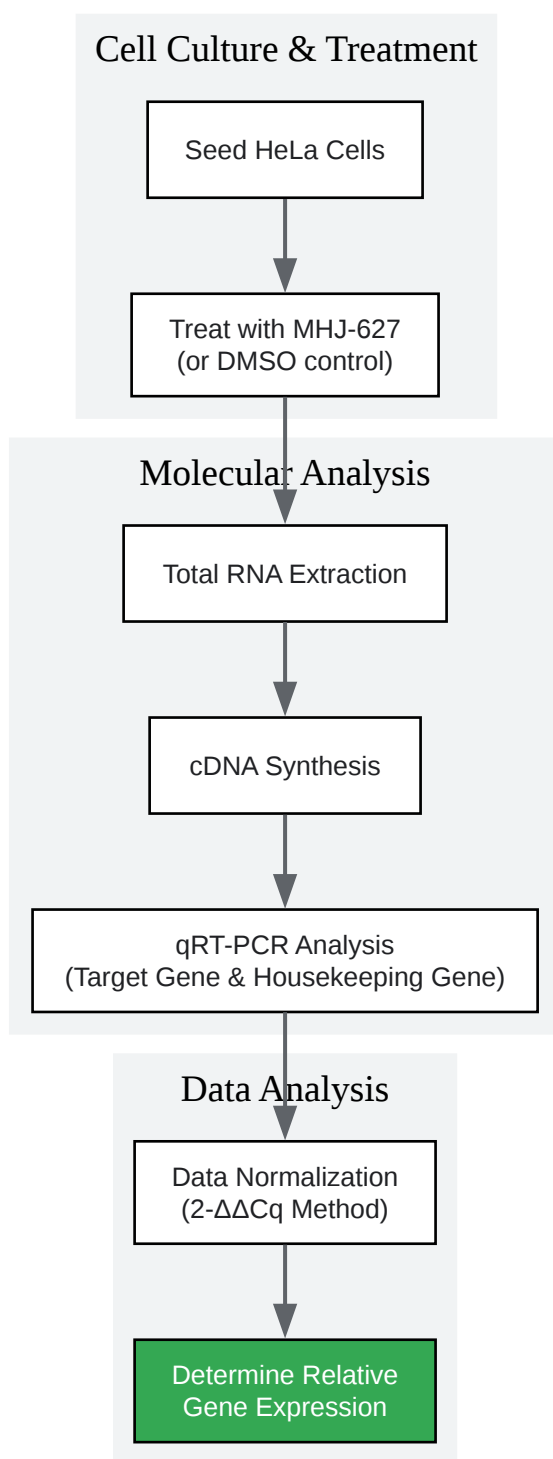 Cell Culture & Treatment
Seed HeLa Cells
Treat with MHJ-627
(or DMSO control)
Molecular Analysis
Total RNA Extraction
cDNA Synthesis
qRT-PCR Analysis
(Target Gene & Housekeeping Gene)
Data Analysis
Data Normalization
(2-ΔΔCq Method)
Determine Relative
Gene Expression